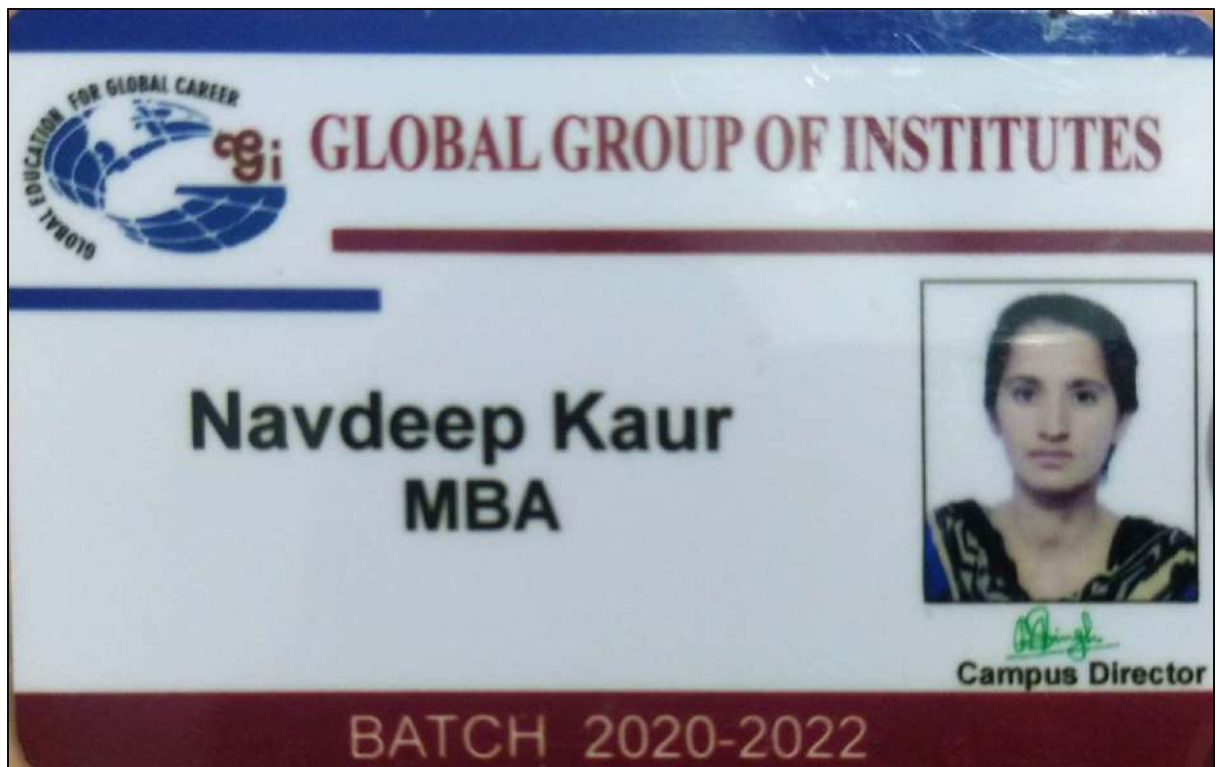 GLOBAL EDUCATION FOR GLOBAL CAREER
ggi
GLOBAL GROUP OF INSTITUTES
Navdeep Kaur
MBA
Campus Director
BATCH 2020-2022